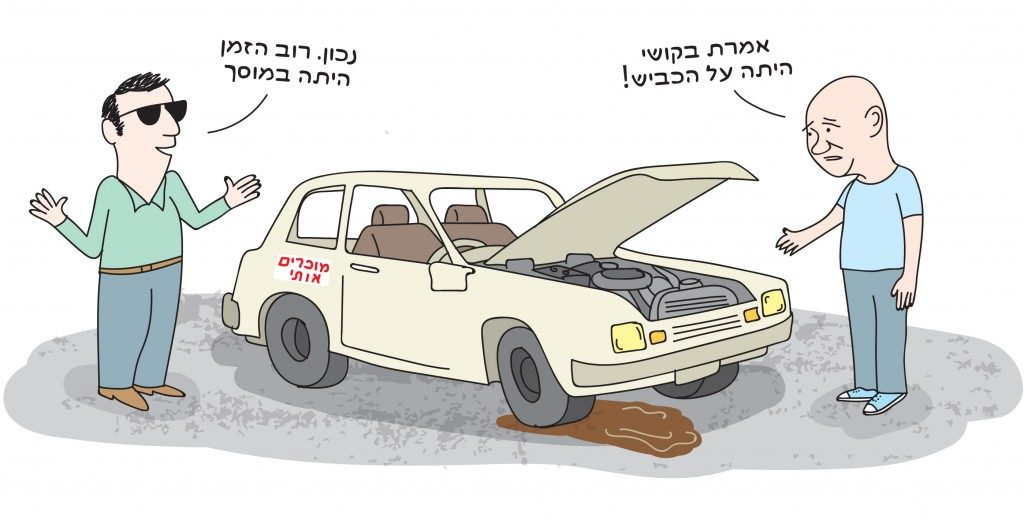 אמרת בקושי
היתה על הכביש!
נכון. רוב הזמן
היתה במוסך
מוכרים
אותי